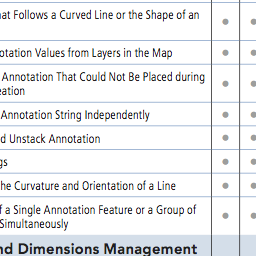 at Follows a Curved Line or the Shape of an
otation Values from Layers in the Map
Annotation That Could Not Be Placed during
eation
Annotation String Independently
d Unstack Annotation
gs
he Curvature and Orientation of a Line
f a Single Annotation Feature or a Group of
Simultaneously
nd Dimensions Management